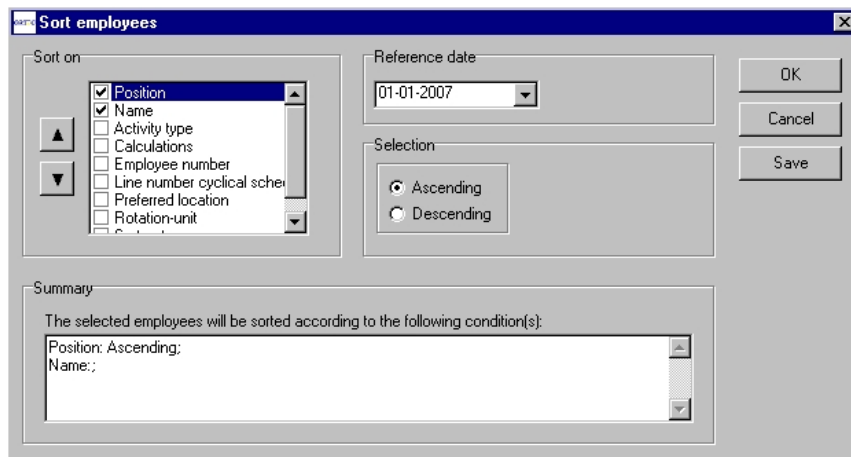 Sort employees
Sort on
Position
Name
Activity type
Calculations
Employee number
Line number cyclical sche
Preferred location
Rotation-unit
Reference date
01-01-2007
Selection
Ascending
Descending
OK
Cancel
Save
Summary
The selected employees will be sorted according to the following condition(s):
Position: Ascending;
Name:;